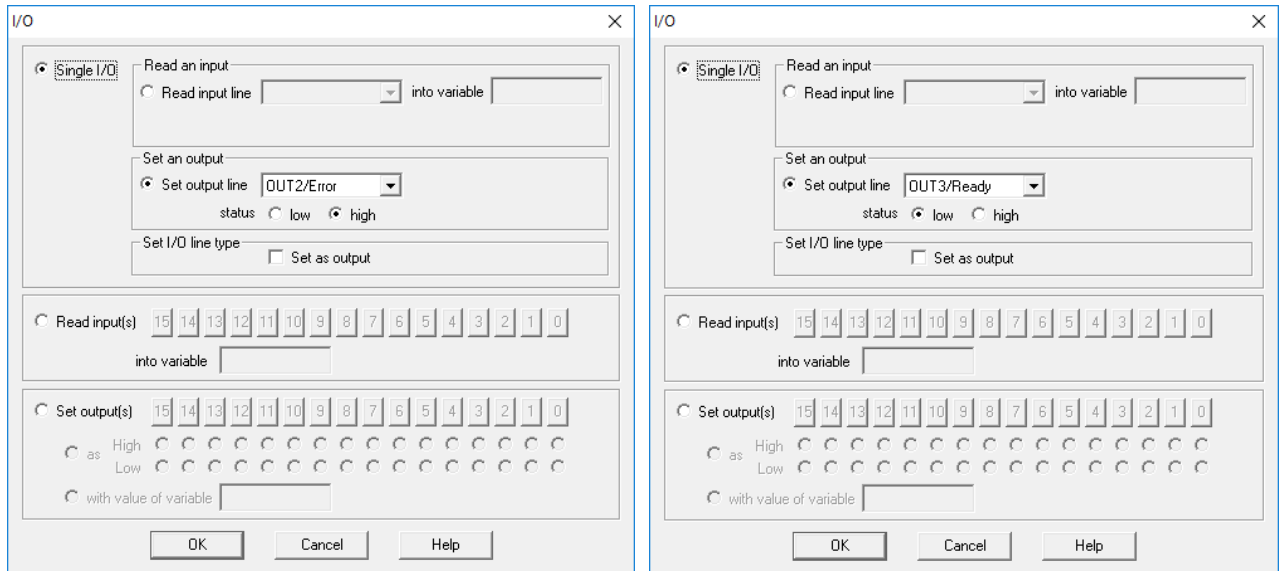 I/O
Single I/O
Read an input
Read input line into variable
Set an output
Set output line OUT2/Error
status low high
Set I/O line type
Set as output
Read input(s) 15 14 13 12 11 10 9 8 7 6 5 4 3 2 1 0
into variable
Set output(s) 15 14 13 12 11 10 9 8 7 6 5 4 3 2 1 0
as High
Low
with value of variable
OK Cancel Help
I/O
Single I/O
Read an input
Read input line into variable
Set an output
Set output line OUT3/Ready
status low high
Set I/O line type
Set as output
Read input(s) 15 14 13 12 11 10 9 8 7 6 5 4 3 2 1 0
into variable
Set output(s) 15 14 13 12 11 10 9 8 7 6 5 4 3 2 1 0
as High
Low
with value of variable
OK Cancel Help